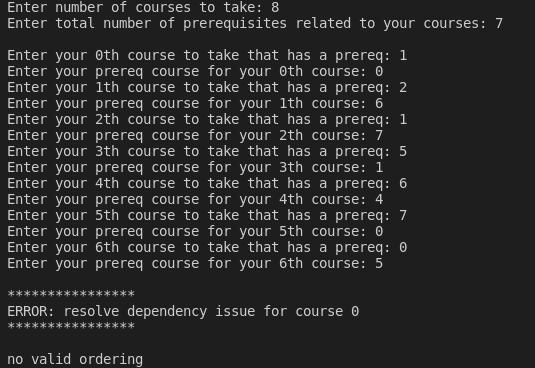 Enter number of courses to take: 8
Enter total number of prerequisites related to your courses: 7
Enter your 0th course to take that has a prereq: 1
Enter your prereq course for your 0th course: 0
Enter your 1th course to take that has a prereq: 2
Enter your prereq course for your 1th course: 6
Enter your 2th course to take that has a prereq: 1
Enter your prereq course for your 2th course: 7
Enter your 3th course to take that has a prereq: 5
Enter your prereq course for your 3th course: 1
Enter your 4th course to take that has a prereq: 6
Enter your prereq course for your 4th course: 4
Enter your 5th course to take that has a prereq: 7
Enter your prereq course for your 5th course: 0
Enter your 6th course to take that has a prereq: 0
Enter your prereq course for your 6th course: 5
****************
ERROR: resolve dependency issue for course 0
****************
no valid ordering